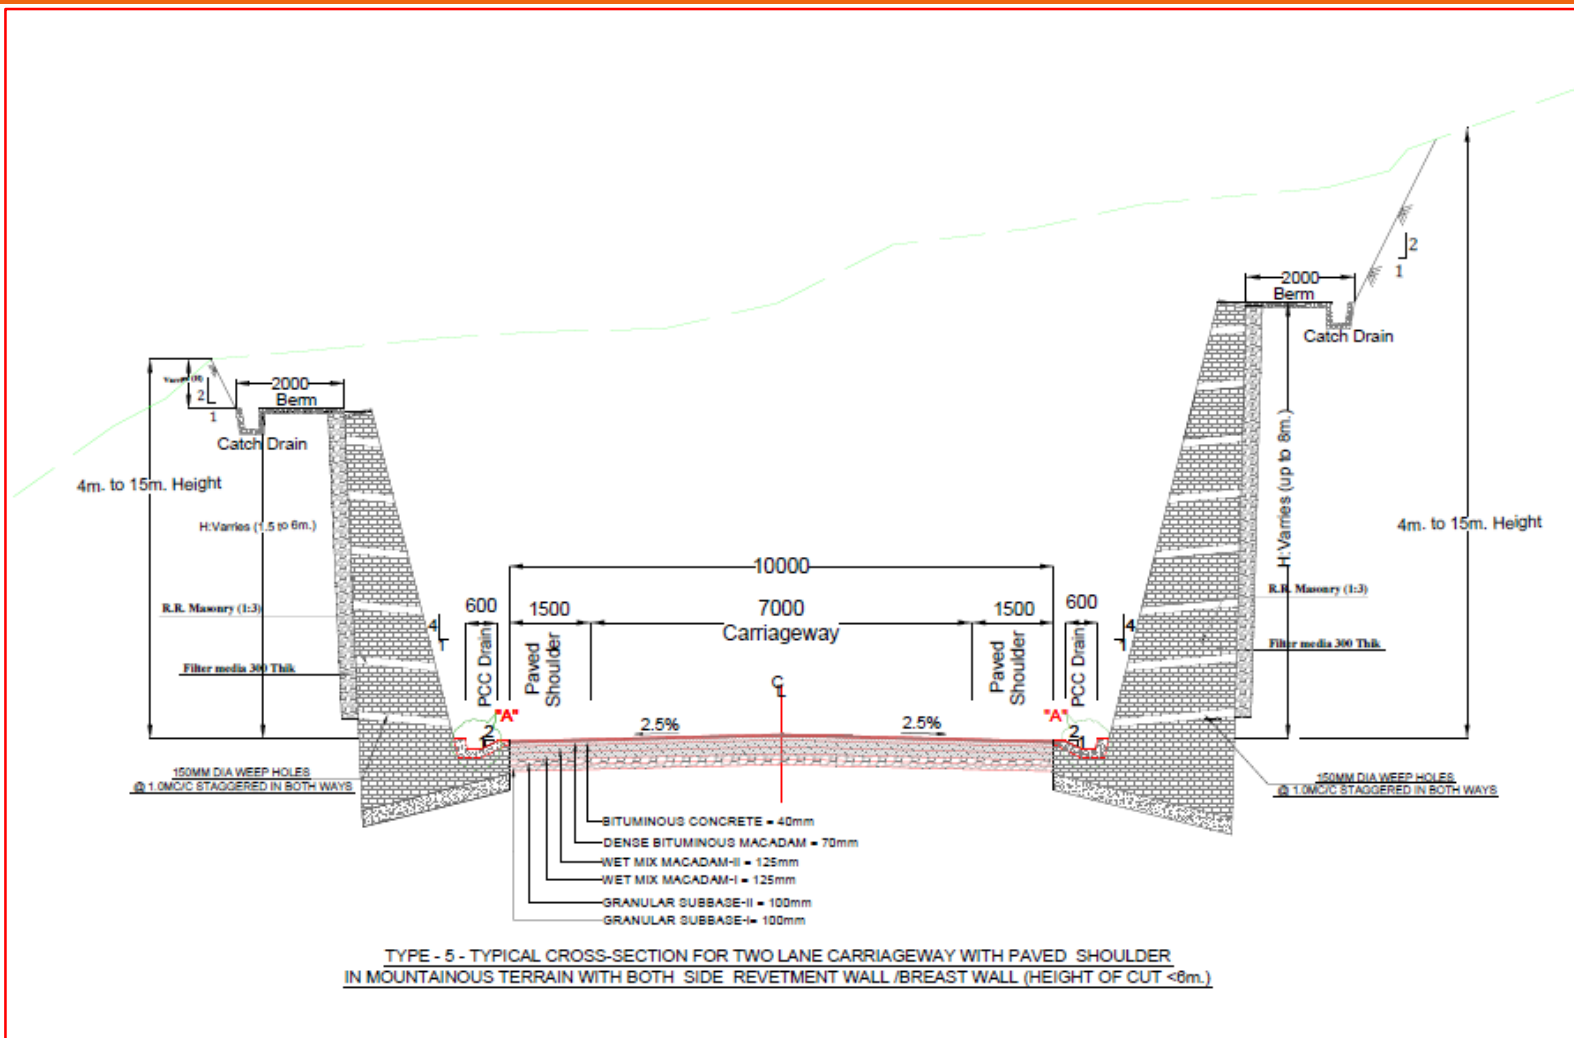 2
1
2000
Berm
Catch Drain
2000
Berm
Varries (H)
2
1
Catch Drain
4m. to 15m. Height
H:Varries (1.5 to 6m.)
H:Varries (up to 8m.)
4m. to 15m. Height
10000
R.R. Masonry (1:3)
R.R. Masonry (1:3)
600
1500
7000
1500
600
4
1
PCC Drain
Paved
Shoulder
Carriageway
Paved
Shoulder
PCC Drain
4
1
Filter media 300 Thik
Filter media 300 Thik
CL
"A"
"A"
2
1
2.5%
2.5%
2
1
150MM DIA WEEP HOLES
@ 1.0MC/C STAGGERED IN BOTH WAYS
150MM DIA WEEP HOLES
@ 1.0MC/C STAGGERED IN BOTH WAYS
BITUMINOUS CONCRETE = 40mm
DENSE BITUMINOUS MACADAM = 70mm
WET MIX MACADAM-II = 125mm
WET MIX MACADAM-I = 125mm
GRANULAR SUBBASE-II = 100mm
GRANULAR SUBBASE-I= 100mm
TYPE - 5 - TYPICAL CROSS-SECTION FOR TWO LANE CARRIAGEWAY WITH PAVED SHOULDER
IN MOUNTAINOUS TERRAIN WITH BOTH SIDE REVETMENT WALL /BREAST WALL (HEIGHT OF CUT <6m.)